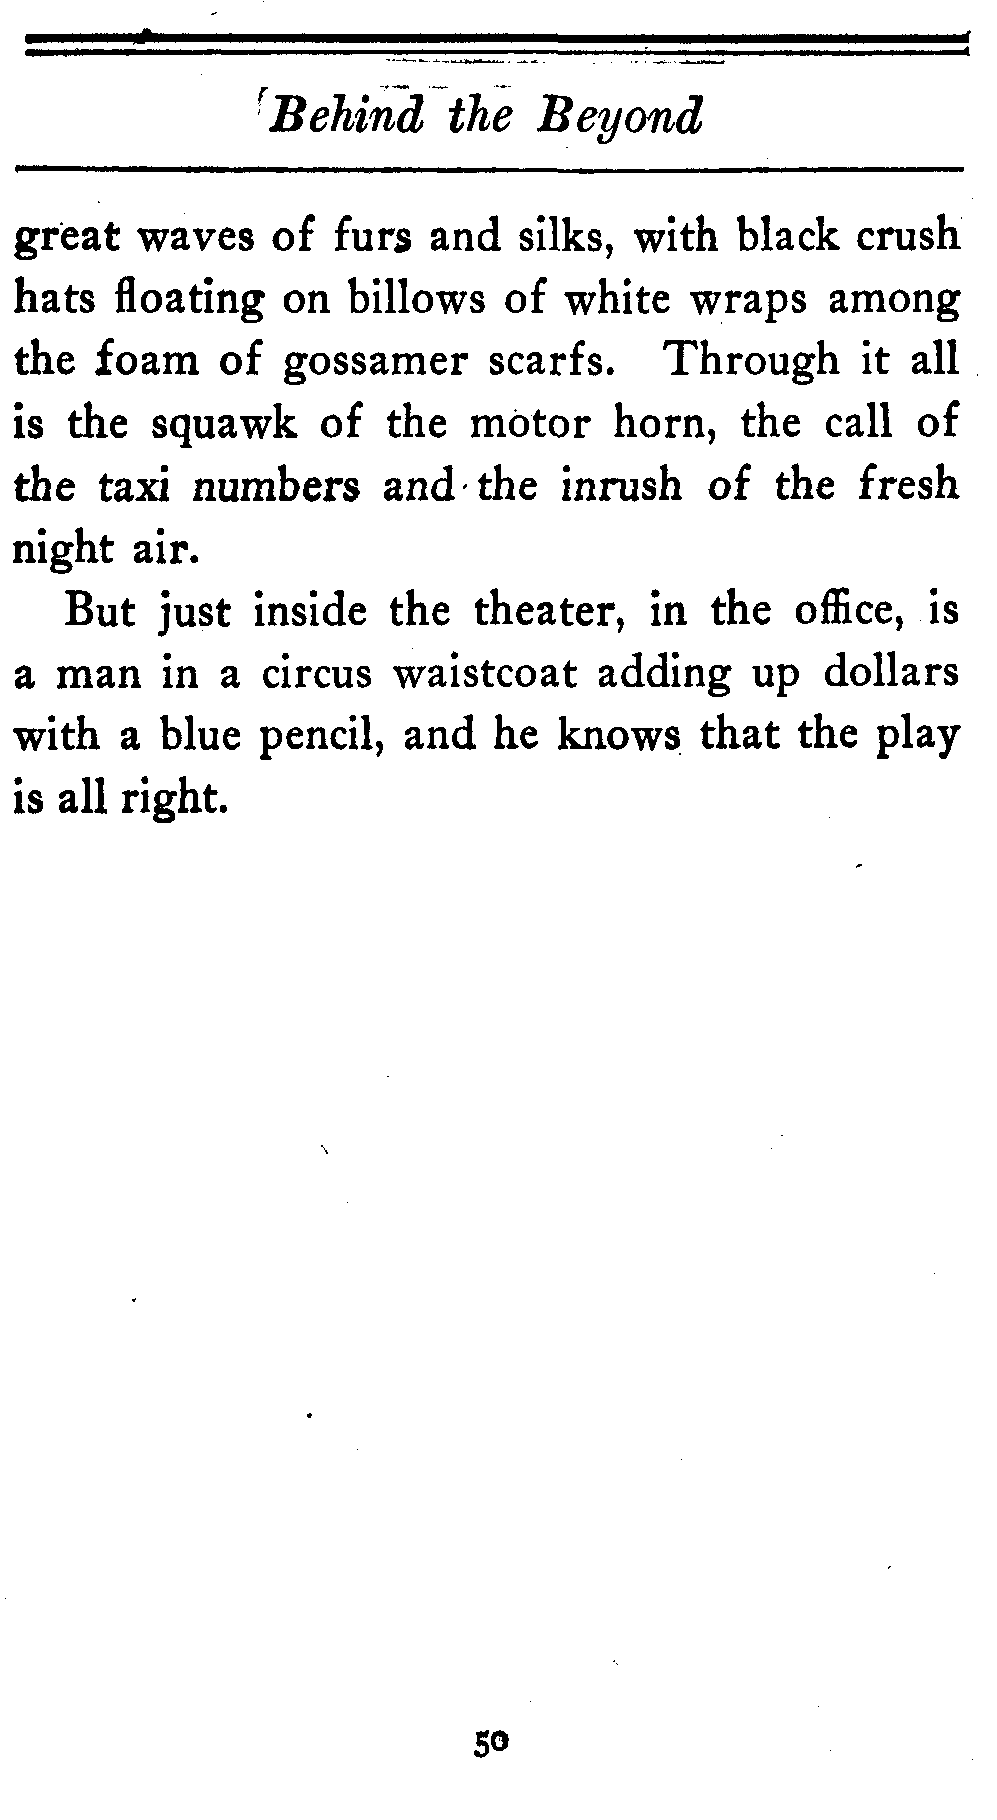 Behind the Beyond
great waves of furs and silks, with black crush
hats floating on billows of white wraps among
the foam of gossamer scarfs. Through it all
is the squawk of the motor horn, the call of
the taxi numbers and the inrush of the fresh
night air.
But just inside the theater, in the office, is
a man in a circus waistcoat adding up dollars
with a blue pencil, and he knows that the play
is all right.
50